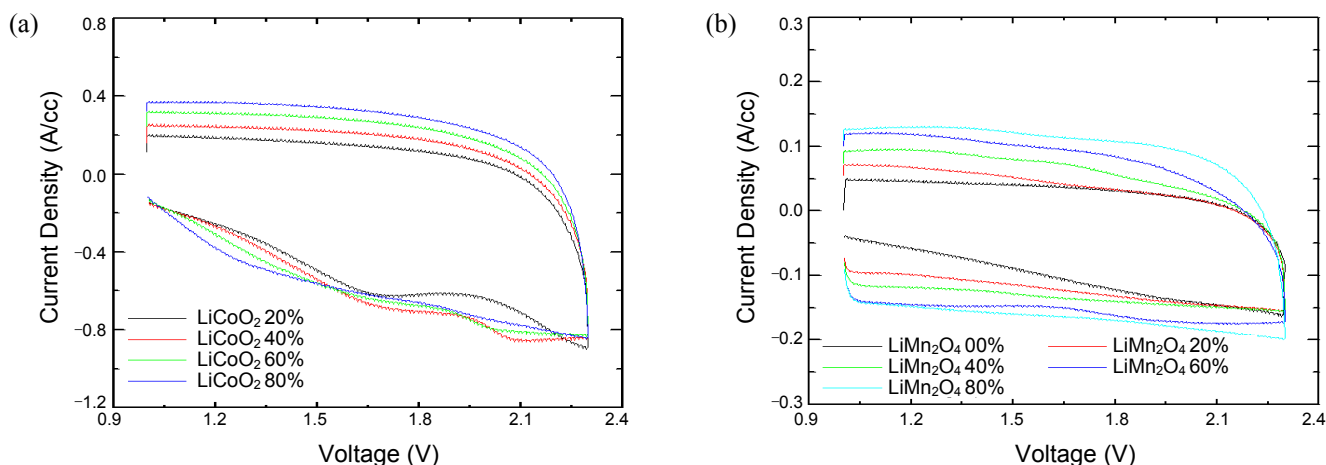 (a)
0.8
0.4
0.0
−0.4
−0.8
−1.2
0.9
1.2
1.5
1.8
2.1
2.4
Current Density (A/cc)
Voltage (V)
LiCoO2 20%
LiCoO2 40%
LiCoO2 60%
LiCoO2 80%
(b)
0.3
0.2
0.1
0.0
−0.1
−0.2
−0.3
0.9
1.2
1.5
1.8
2.1
2.4
Current Density (A/cc)
Voltage (V)
LiMn2O4 00% LiMn2O4 20%
LiMn2O4 40% LiMn2O4 60%
LiMn2O4 80%